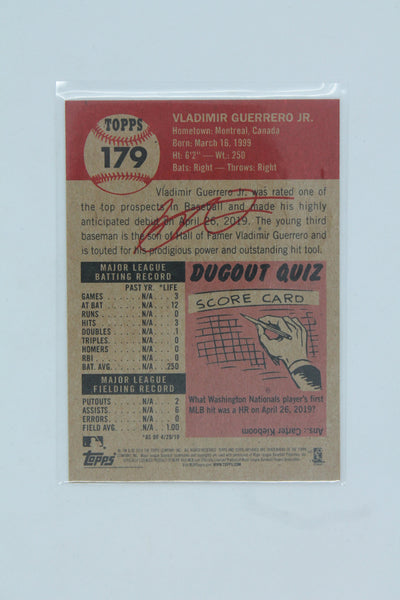 TOPPS
179
VLADIMIR GUERRERO JR.
Hometown: Montreal, Canada
Born: March 16, 1999
Ht: 6'2" — Wt: 250
Bats: Right — Throws: Right
Vladimir Guerrero Jr. was rated one of
the top prospects in Baseball and made his highly
anticipated debut on April 26, 2019. The young third
baseman is the son of Hall of Famer Vladimir Guerrero and
is touted for his prodigious power and outstanding hit tool.
MAJOR LEAGUE
BATTING RECORD
PAST YR. *LIFE
GAMES N/A 3
AT BAT N/A 12
RUNS N/A 0
HITS N/A 3
DOUBLES N/A 1
TRIPLES N/A 0
HOMERS N/A 0
RBI N/A 0
BAT. AVG. N/A .250
MAJOR LEAGUE
FIELDING RECORD
PUTOUTS N/A 2
ASSISTS N/A 6
ERRORS N/A 0
FIELD AVG. N/A 1.00
*AS OF 4/29/19
DUGOUT QUIZ
SCORE CARD
What Washington Nationals player's first
MLB hit was a HR on April 26, 2019?
Ans.: Carter Kieboom
Topps